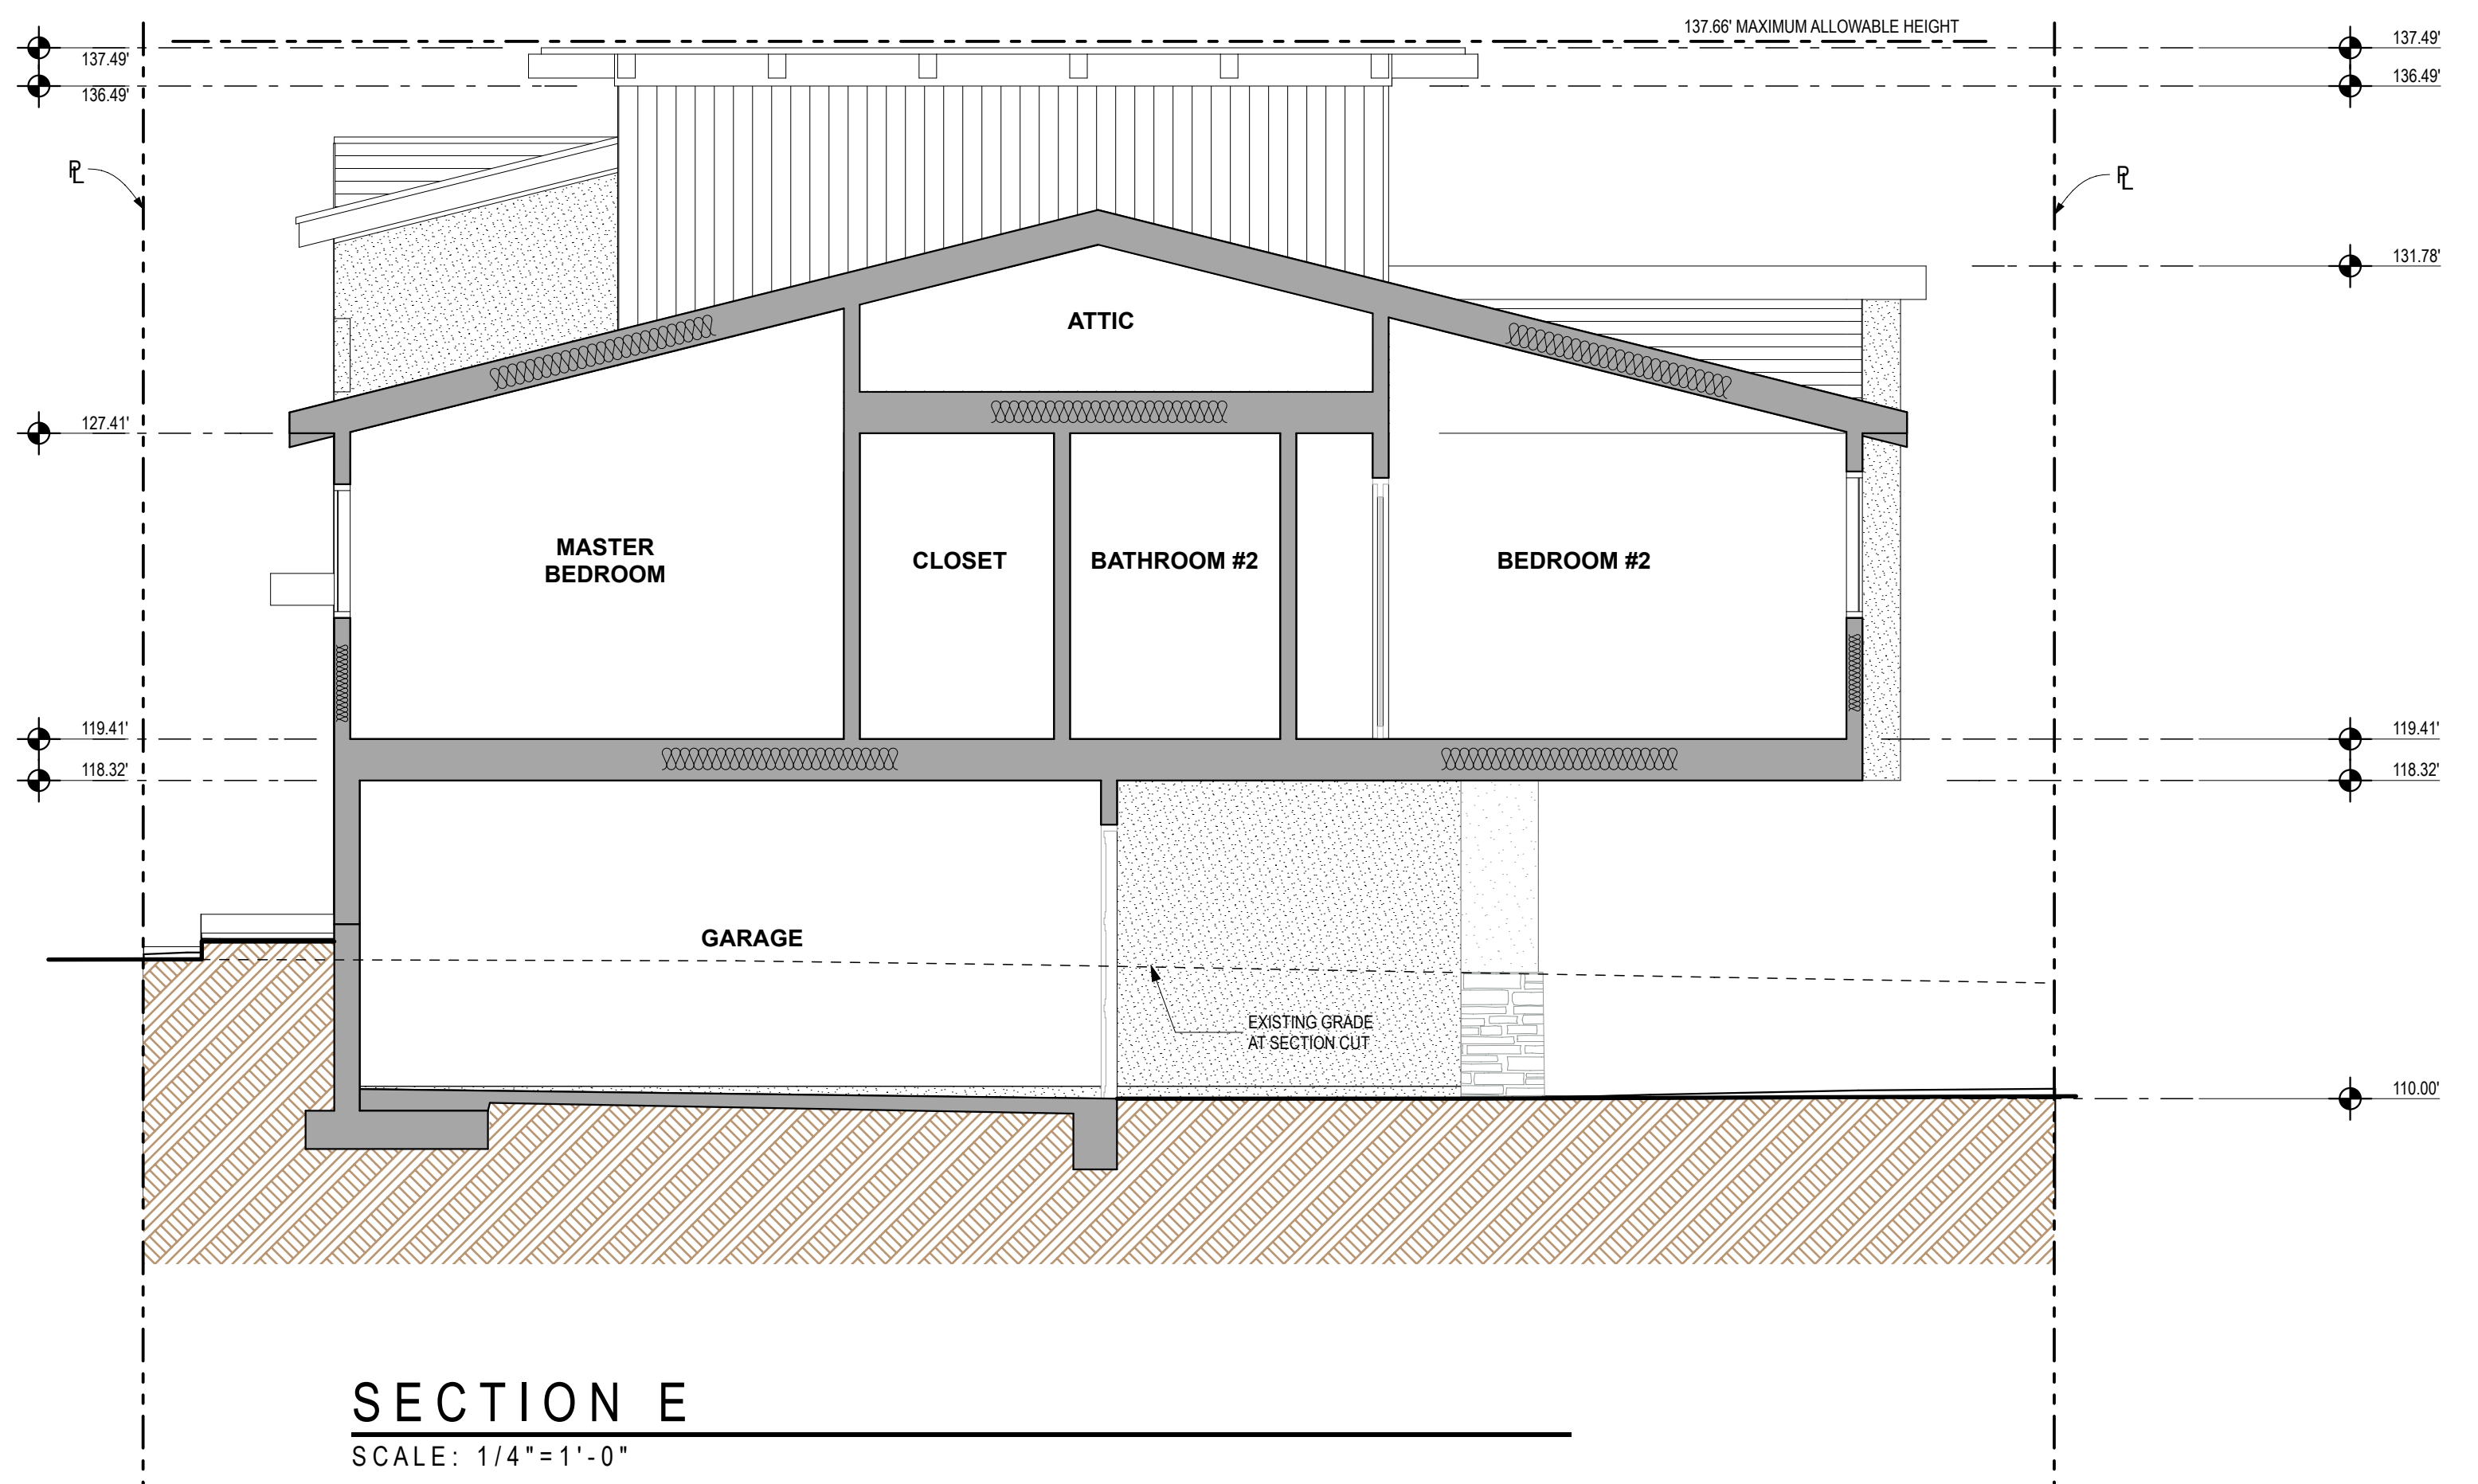 137.66' MAXIMUM ALLOWABLE HEIGHT
137.49'
137.49'
136.49'
136.49'
PL
PL
131.78'
ATTIC
127.41'
MASTER
BEDROOM
CLOSET
BATHROOM #2
BEDROOM #2
119.41'
119.41'
118.32'
118.32'
GARAGE
EXISTING GRADE
AT SECTION CUT
110.00'
SECTION E
SCALE: 1/4"=1'-0"